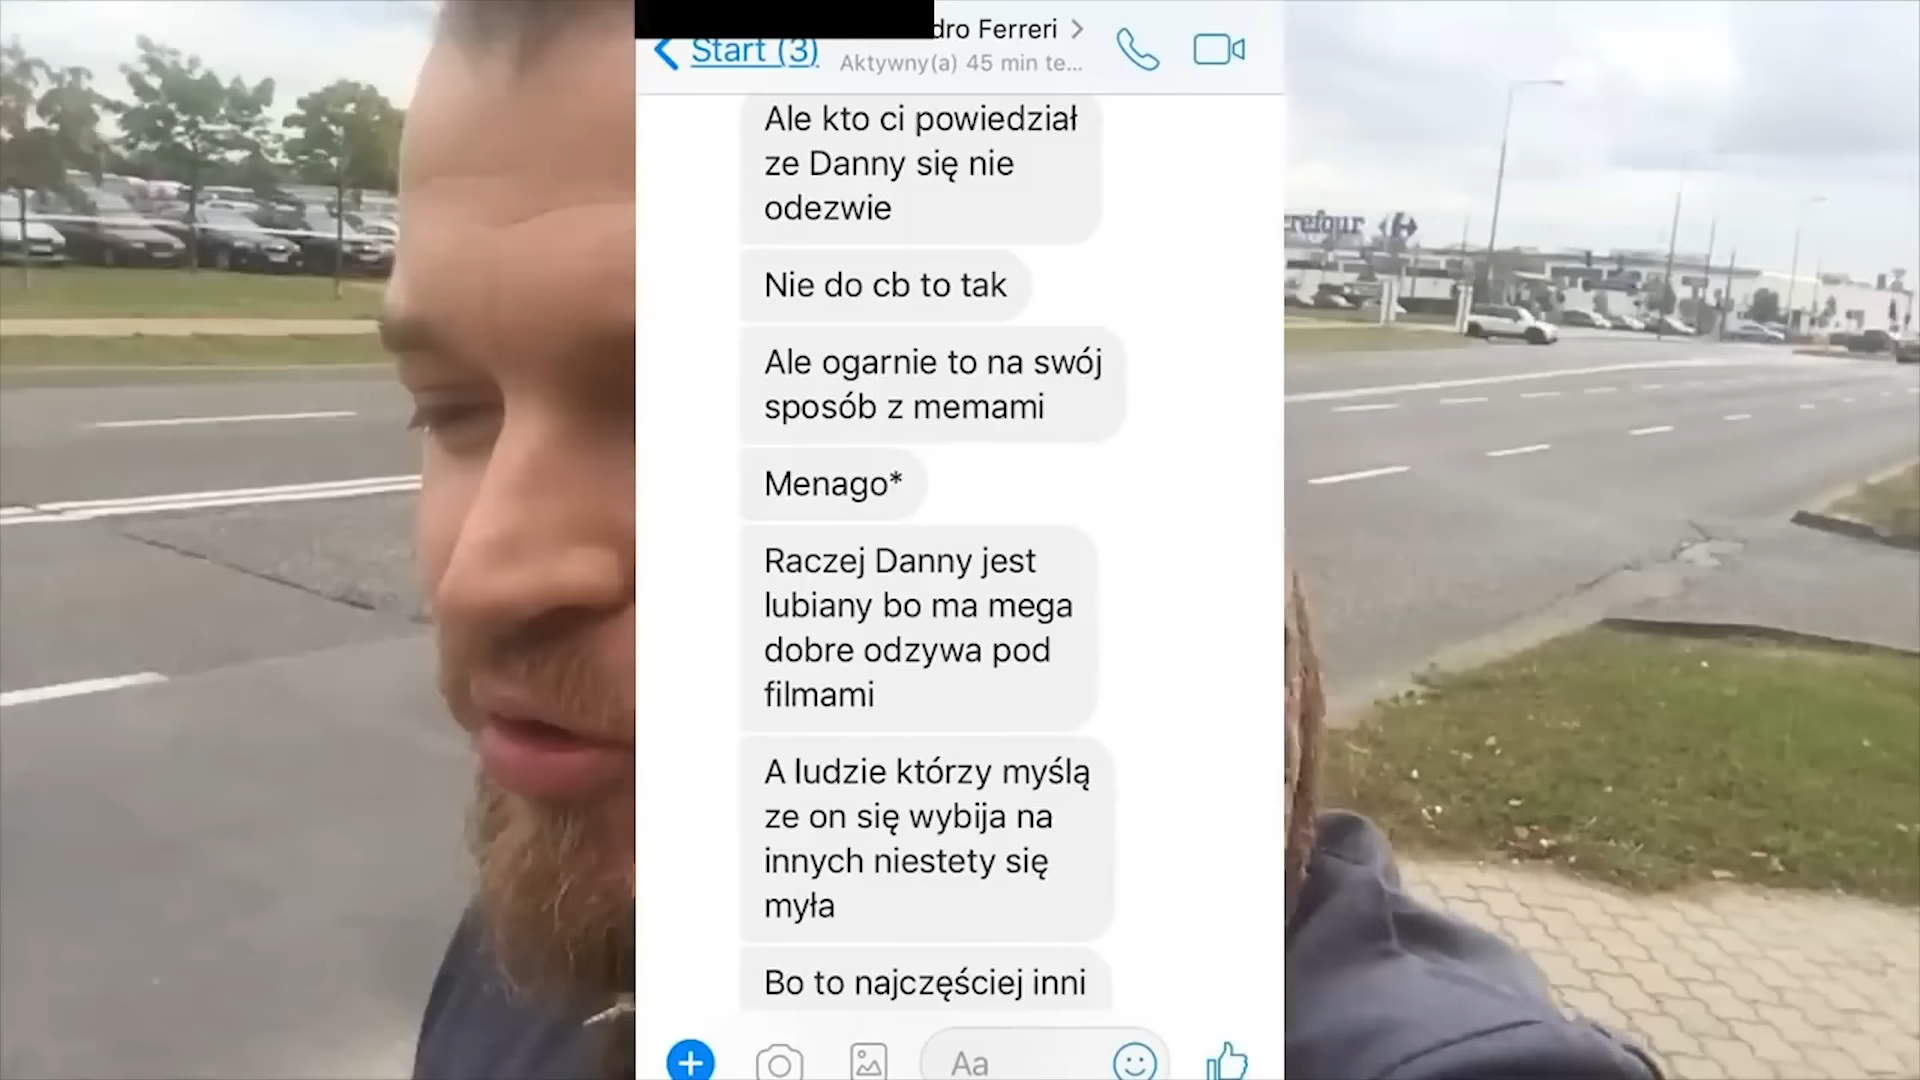 dro Ferreri
Start (3)
Aktywny(a) 45 min te...
Ale kto ci powiedział
ze Danny się nie
odezwie
Nie do cb to tak
Ale ogarnie to na swój
sposób z memami
Menago*
Raczej Danny jest
lubiany bo ma mega
dobre odzywa pod
filmami
A ludzie którzy myślą
ze on się wybija na
innych niestety się
myła
Bo to najczęściej inni
Aa
rrefour